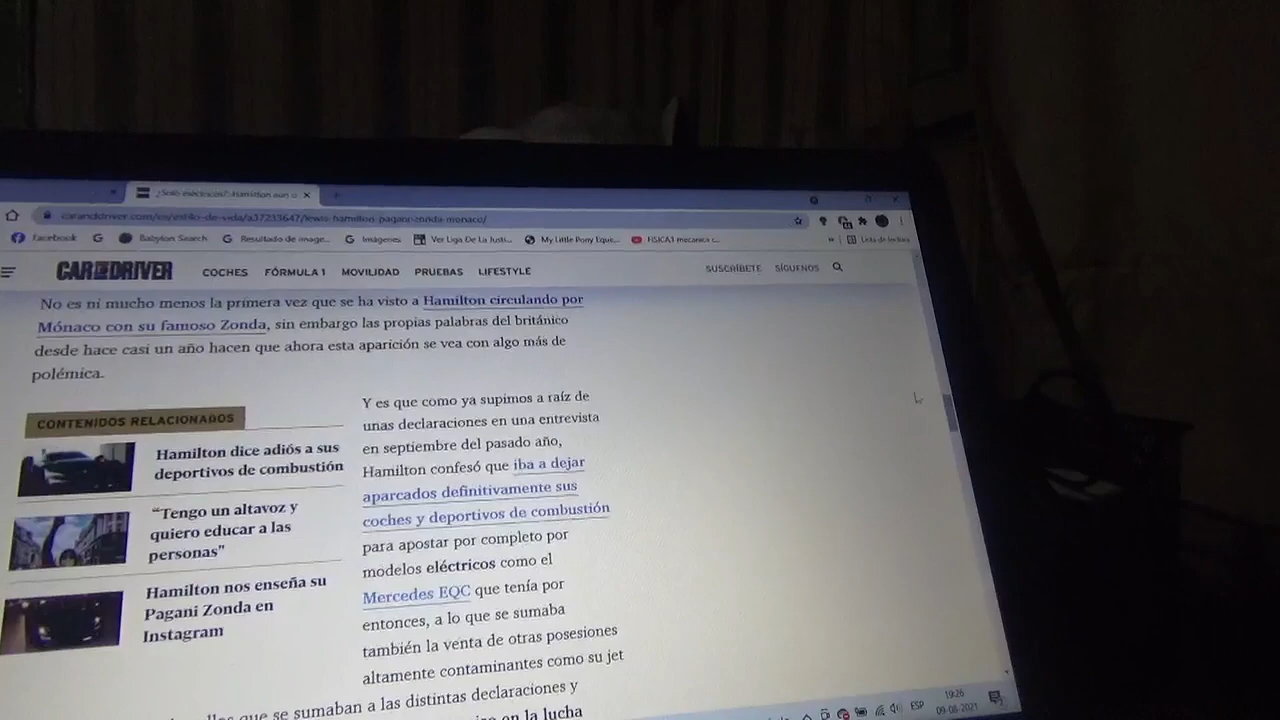 ¿Solo eléctricos? Hamilton aún u
caranddriver.com/es/estilo-de-vida/a37233647/lewis-hamilton-pagani-zonda-monaco/
Facebook Babylon Search Resultado de image... Imágenes Ver Liga De La Justi... My Little Pony Eque... FISICA1 mecanica c... » Lista de lectura
CAR AND DRIVER COCHES FÓRMULA 1 MOVILIDAD PRUEBAS LIFESTYLE SUSCRÍBETE SÍGUENOS
No es ni mucho menos la primera vez que se ha visto a Hamilton circulando por
Mónaco con su famoso Zonda, sin embargo las propias palabras del británico
desde hace casi un año hacen que ahora esta aparición se vea con algo más de
polémica.
CONTENIDOS RELACIONADOS
Hamilton dice adiós a sus
deportivos de combustión
“Tengo un altavoz y
quiero educar a las
personas”
Hamilton nos enseña su
Pagani Zonda en
Instagram
Y es que como ya supimos a raíz de
unas declaraciones en una entrevista
en septiembre del pasado año,
Hamilton confesó que iba a dejar
aparcados definitivamente sus
coches y deportivos de combustión
para apostar por completo por
modelos eléctricos como el
Mercedes EQC que tenía por
entonces, a lo que se sumaba
también la venta de otras posesiones
altamente contaminantes como su jet
que se sumaban a las distintas declaraciones y
en la lucha
ESP
19:26
09-08-2021